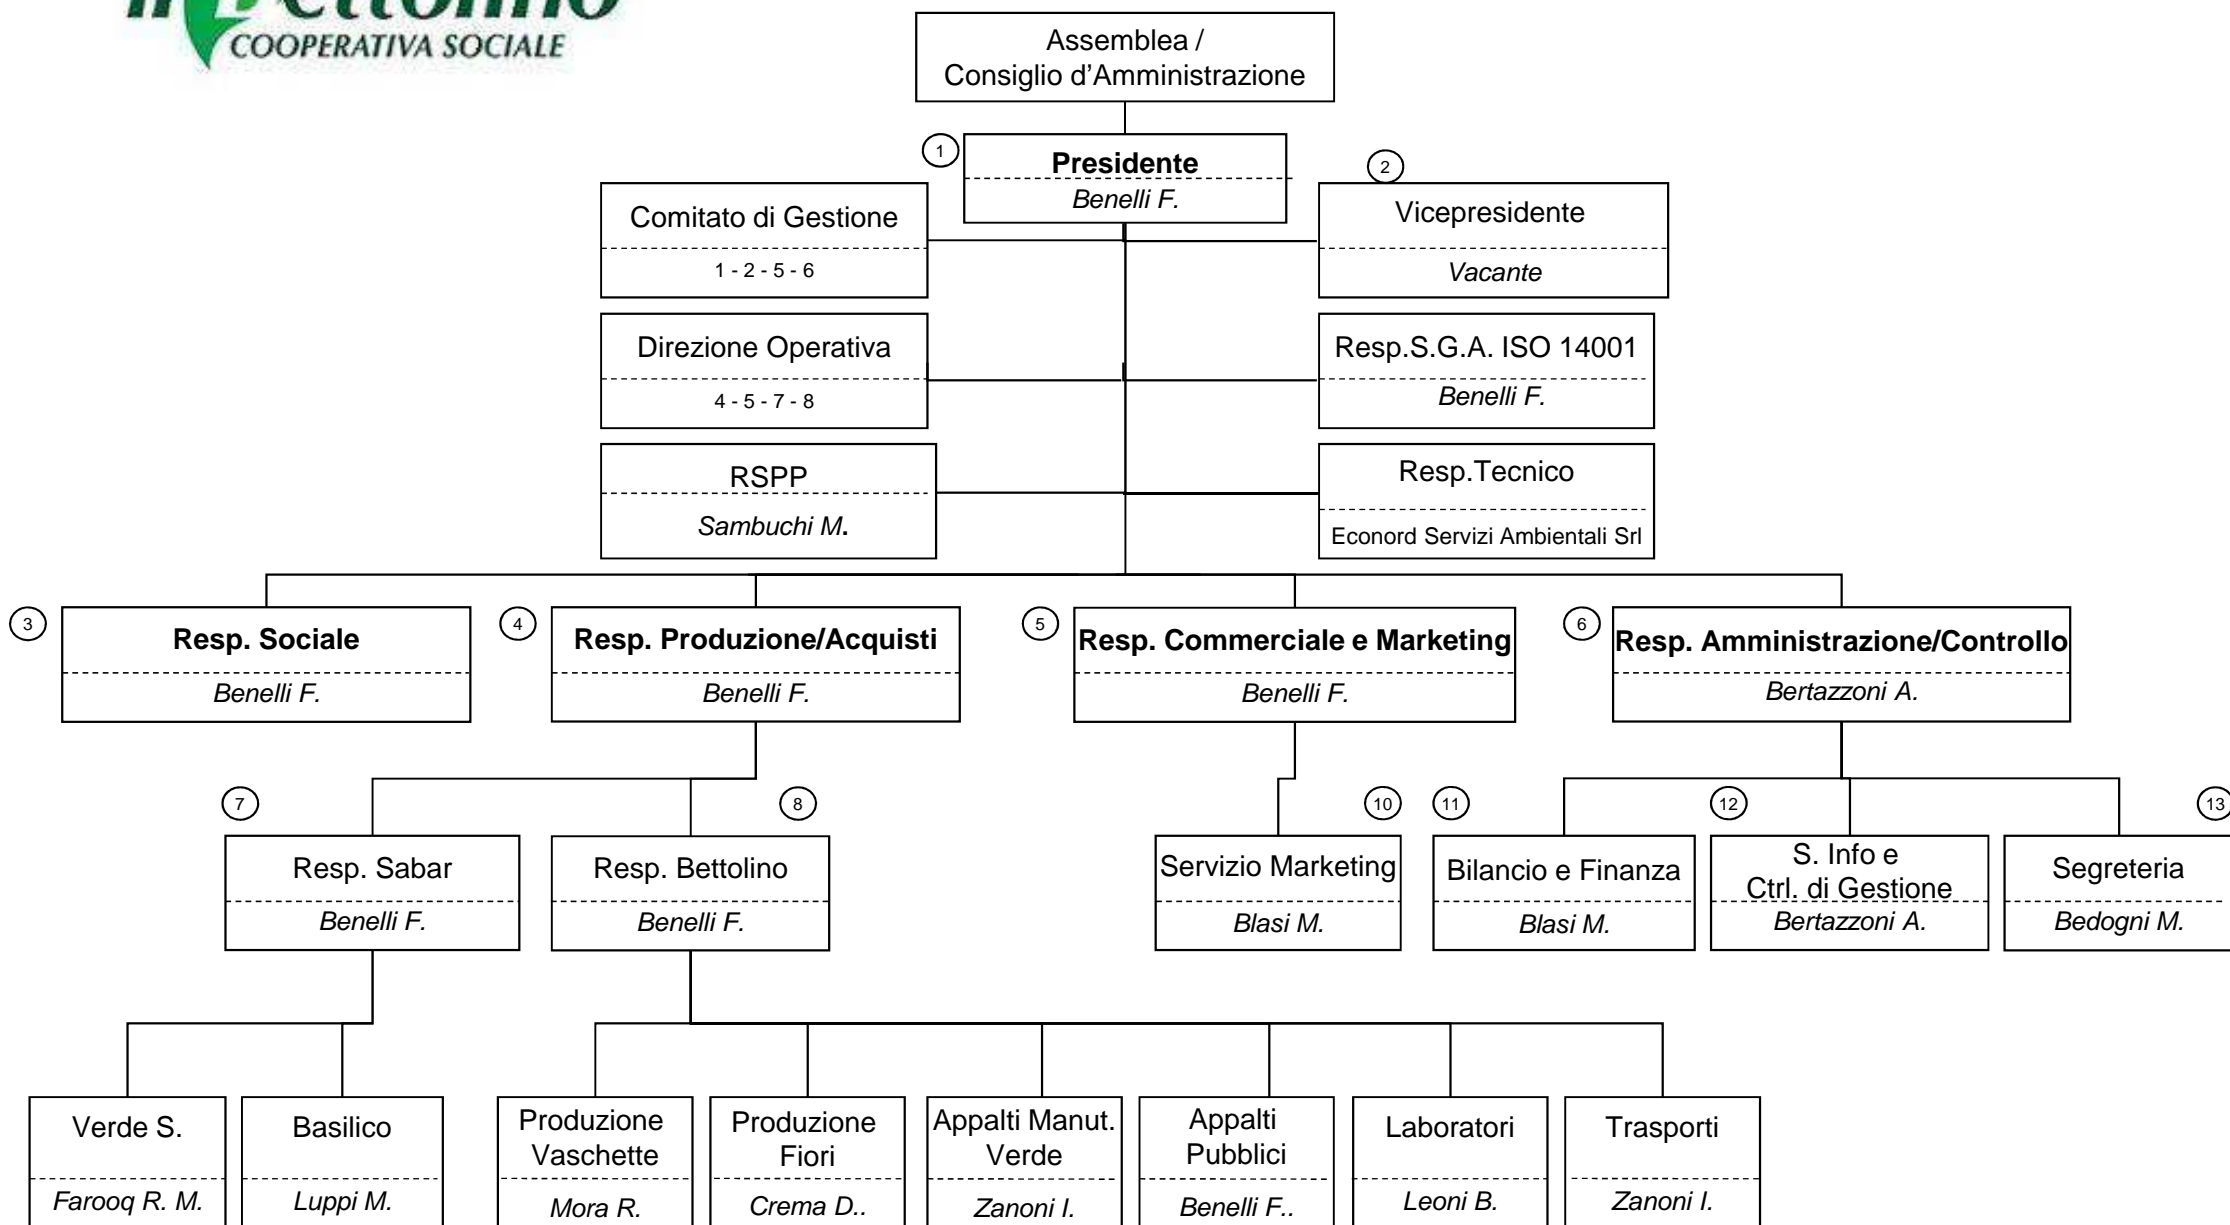 COOPERATIVA SOCIALE
Assemblea /
Consiglio d'Amministrazione
1
Presidente
Benelli F.
2
Comitato di Gestione
1 - 2 - 5 - 6
Vicepresidente
Vacante
Direzione Operativa
4 - 5 - 7 - 8
Resp.S.G.A. ISO 14001
Benelli F.
RSPP
Sambuchi M.
Resp.Tecnico
Econord Servizi Ambientali Srl
3
Resp. Sociale
Benelli F.
4
Resp. Produzione/Acquisti
Benelli F.
5
Resp. Commerciale e Marketing
Benelli F.
6
Resp. Amministrazione/Controllo
Bertazzoni A.
7
Resp. Sabar
Benelli F.
8
Resp. Bettolino
Benelli F.
10
Servizio Marketing
Blasi M.
11
Bilancio e Finanza
Blasi M.
12
S. Info e
Ctrl. di Gestione
Bertazzoni A.
13
Segreteria
Bedogni M.
Verde S.
Farooq R. M.
Basilico
Luppi M.
Produzione
Vaschette
Mora R.
Produzione
Fiori
Crema D..
Appalti Manut.
Verde
Zanoni I.
Appalti
Pubblici
Benelli F..
Laboratori
Leoni B.
Trasporti
Zanoni I.